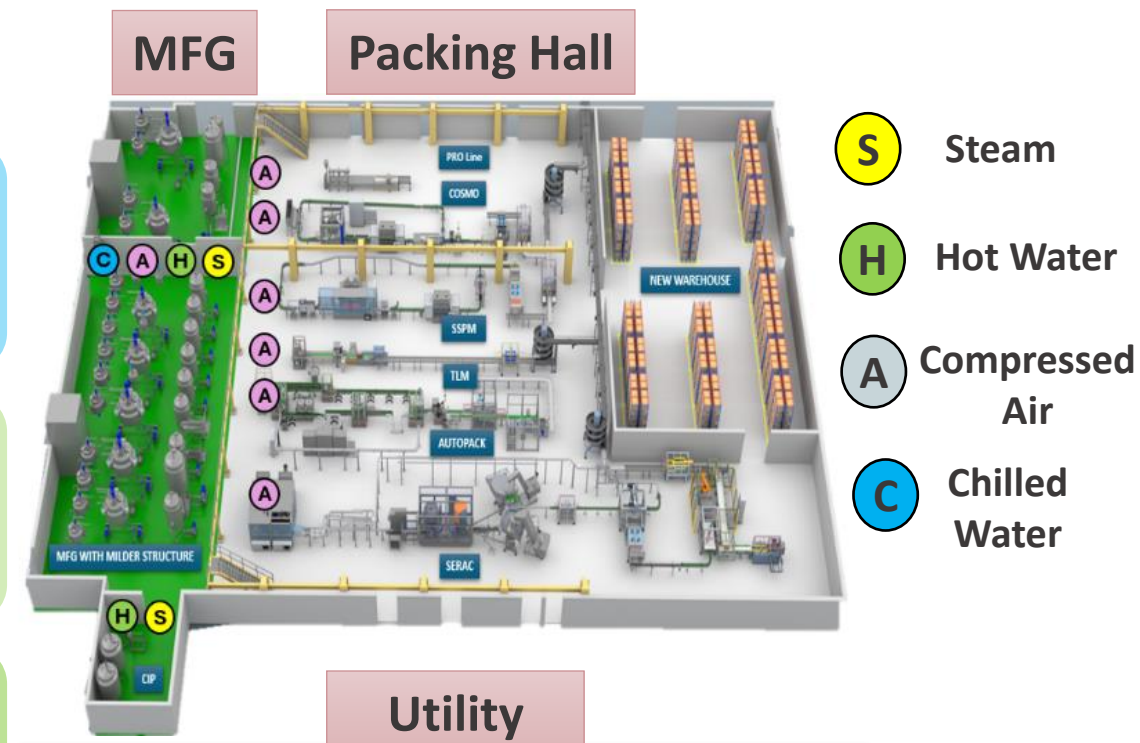 MFG
Packing Hall
PRO Line
COSMO
A
A
C A H S
A
SSPM
A
TLM
A
AUTOPACK
A
SERAC
NEW WAREHOUSE
MFG WITH MILDER STRUCTURE
H S
CIP
Utility
S Steam
H Hot Water
A Compressed
Air
C Chilled
Water